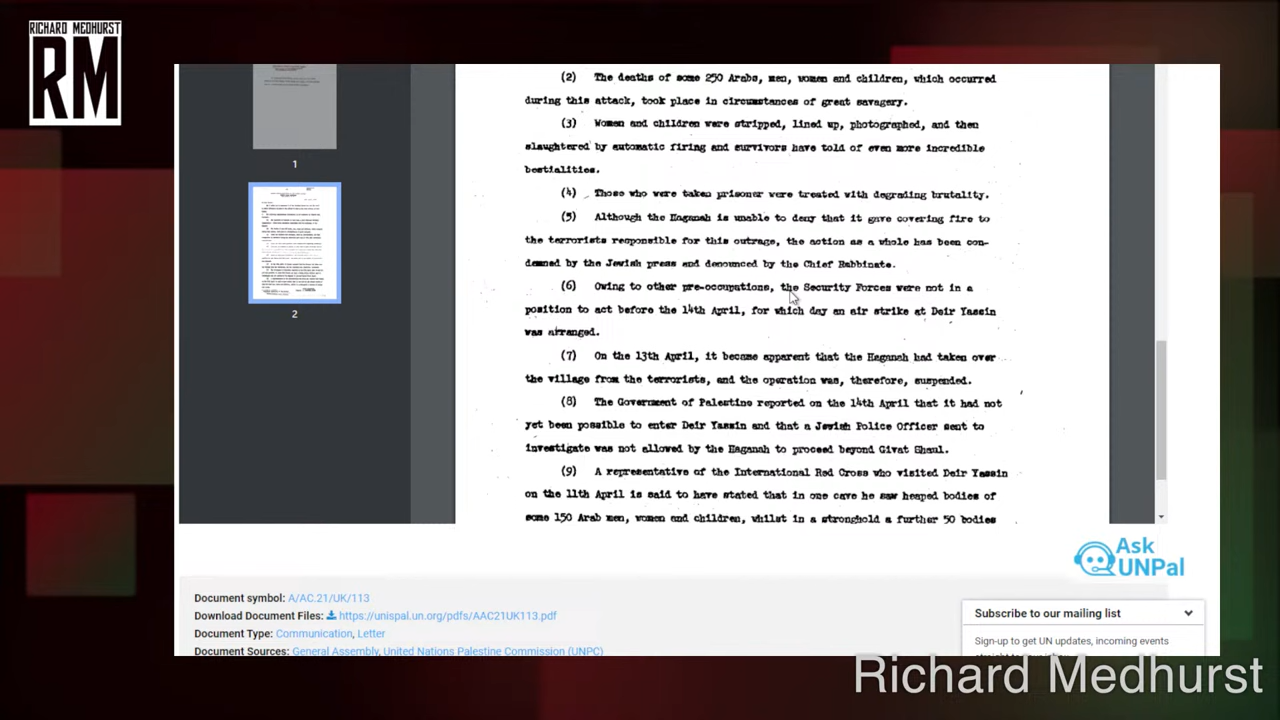 RICHARD MEDHURST
RM
(2) The deaths of some 250 Arabs, men, women and children, which occurred
during this attack, took place in circumstances of great savagery.
(3) Women and children were stripped, lined up, photographed, and then
slaughtered by automatic firing and survivors have told of even more incredible
bestialities.
(4) Those who were taken prisoner were treated with degrading brutality.
(5) Although the Haganah is unable to deny that it gave covering fire to
the terrorists responsible for this outrage, the action as a whole has been con-
demned by the Jewish press and denounced by the Chief Rabbinate.
(6) Owing to other pre-occupations, the Security Forces were not in a
position to act before the 14th April, for which day an air strike at Deir Yassin
was arranged.
(7) On the 13th April, it became apparent that the Haganah had taken over
the village from the terrorists, and the operation was, therefore, suspended.
(8) The Government of Palestine reported on the 14th April that it had not
yet been possible to enter Deir Yassin and that a Jewish Police Officer sent to
investigate was not allowed by the Haganah to proceed beyond Givat Shaul.
(9) A representative of the International Red Cross who visited Deir Yassin
on the 11th April is said to have stated that in one cave he saw heaped bodies of
some 150 Arab men, women and children, whilst in a stronghold a further 50 bodies
1
2
Ask
UNPal
Document symbol: A/AC.21/UK/113
Download Document Files: https://unispal.un.org/pdfs/AAC21UK113.pdf
Document Type: Communication, Letter
Document Sources: General Assembly, United Nations Palestine Commission (UNPC)
Subscribe to our mailing list
Sign-up to get UN updates, incoming events
Richard Medhurst